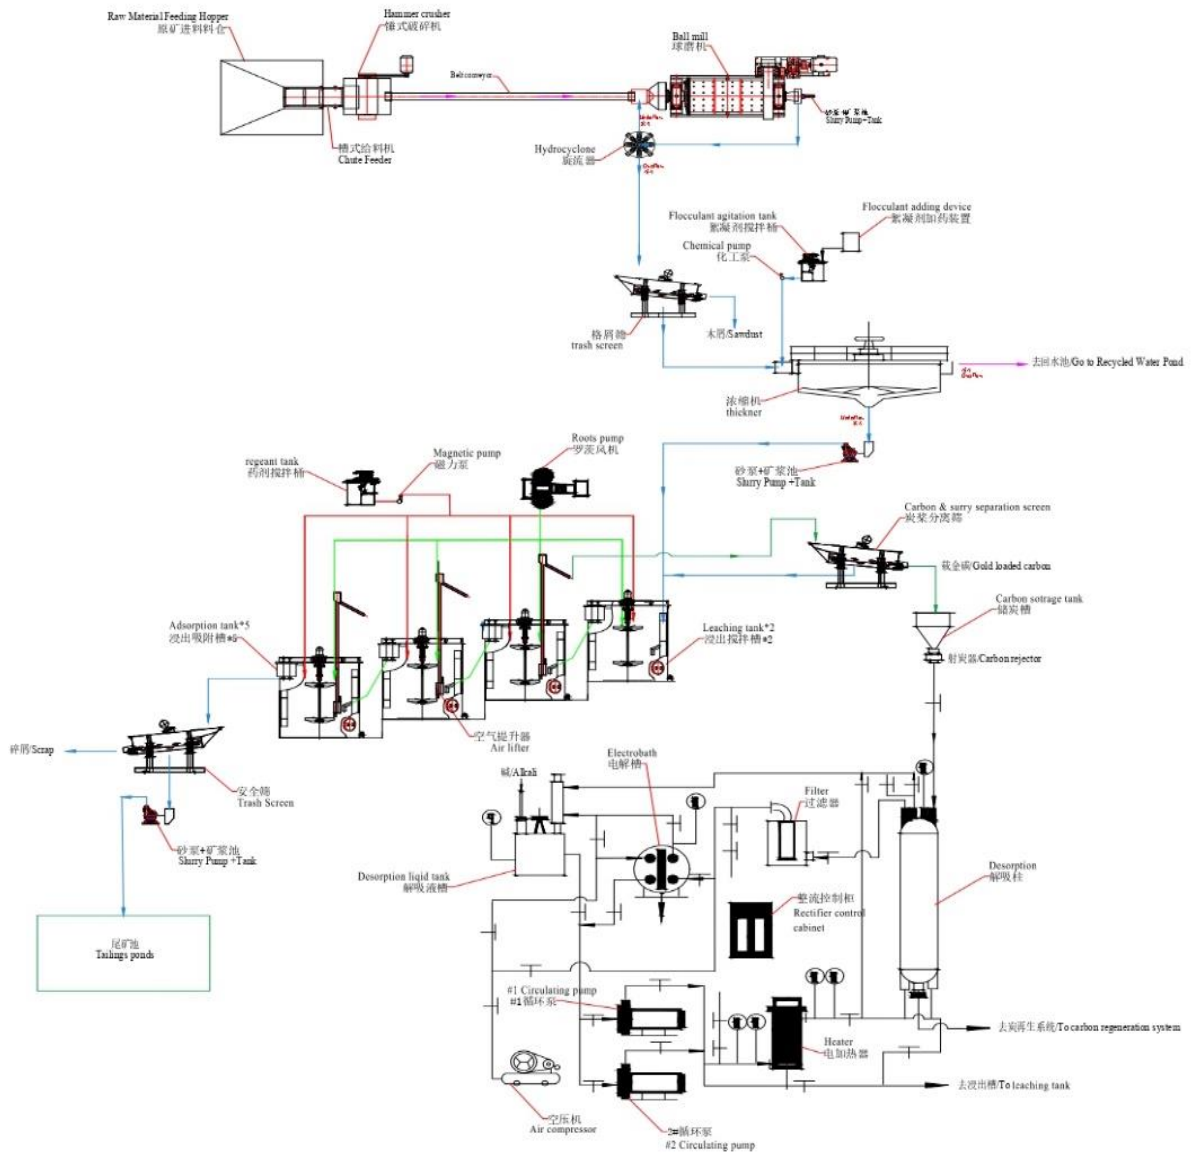 Raw Material Feeding Hopper
原矿进料料仓
Hammer crusher
锤式破碎机
Belt conveyor
Ball mill
球磨机
砂泵+矿浆池
Slurry Pump+Tank
槽式给料机
Chute Feeder
Hydrocyclone
旋流器
Flocculant adding device
絮凝剂加药装置
Flocculant agitation tank
絮凝剂搅拌桶
Chemical pump
化工泵
格屑筛
trash screen
木屑/Sawdust
去回水池/Go to Recycled Water Pond
浓缩机
thickner
砂泵+矿浆池
Slurry Pump +Tank
Roots pump
罗茨风机
Magnetic pump
磁力泵
regeant tank
药剂搅拌桶
Carbon & surry separation screen
炭桨分离筛
载金碳/Gold loaded carbon
Carbon sotrage tank
储炭槽
射炭器/Carbon rejector
Adsorption tank*5
浸出吸附槽*5
Leaching tank*2
浸出搅拌槽*2
空气提升器
Air lifter
碎屑/Scrap
安全筛
Trash Screen
砂泵+矿浆池
Slurry Pump +Tank
尾矿池
Tailings ponds
碱/Alkali
Electrobath
电解槽
Filter
过滤器
Desorption liqid tank
解吸液槽
Desorption
解吸柱
整流控制柜
Rectifier control
cabinet
#1 Circulating pump
#1循环泵
Heater
电加热器
去炭再生系统/To carbon regeneration system
去浸出槽/To leaching tank
空压机
Air compressor
2#循环泵
#2 Circulating pump